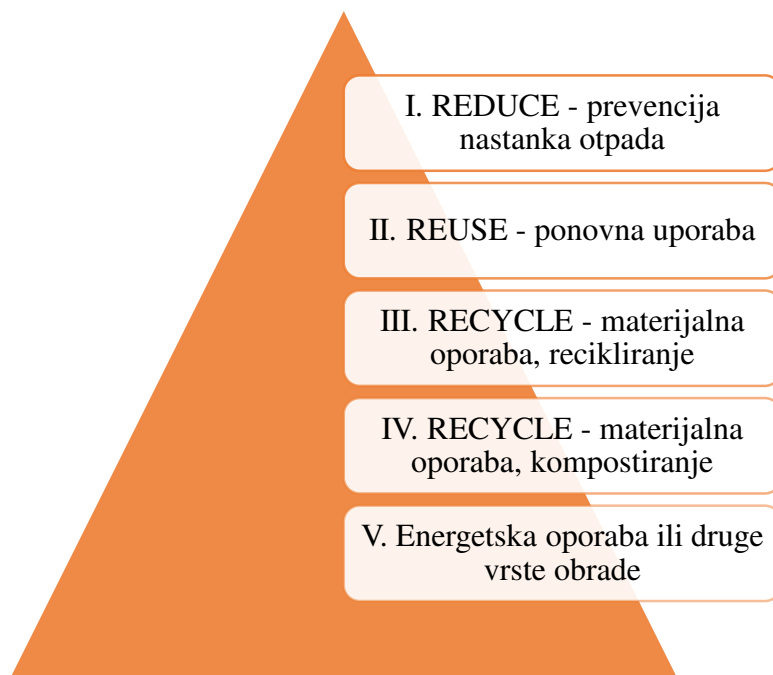 I. REDUCE - prevencija
nastanka otpada
II. REUSE - ponovna uporaba
III. RECYCLE - materijalna
oporaba, recikliranje
IV. RECYCLE - materijalna
oporaba, kompostiranje
V. Energetska oporaba ili druge
vrste obrade